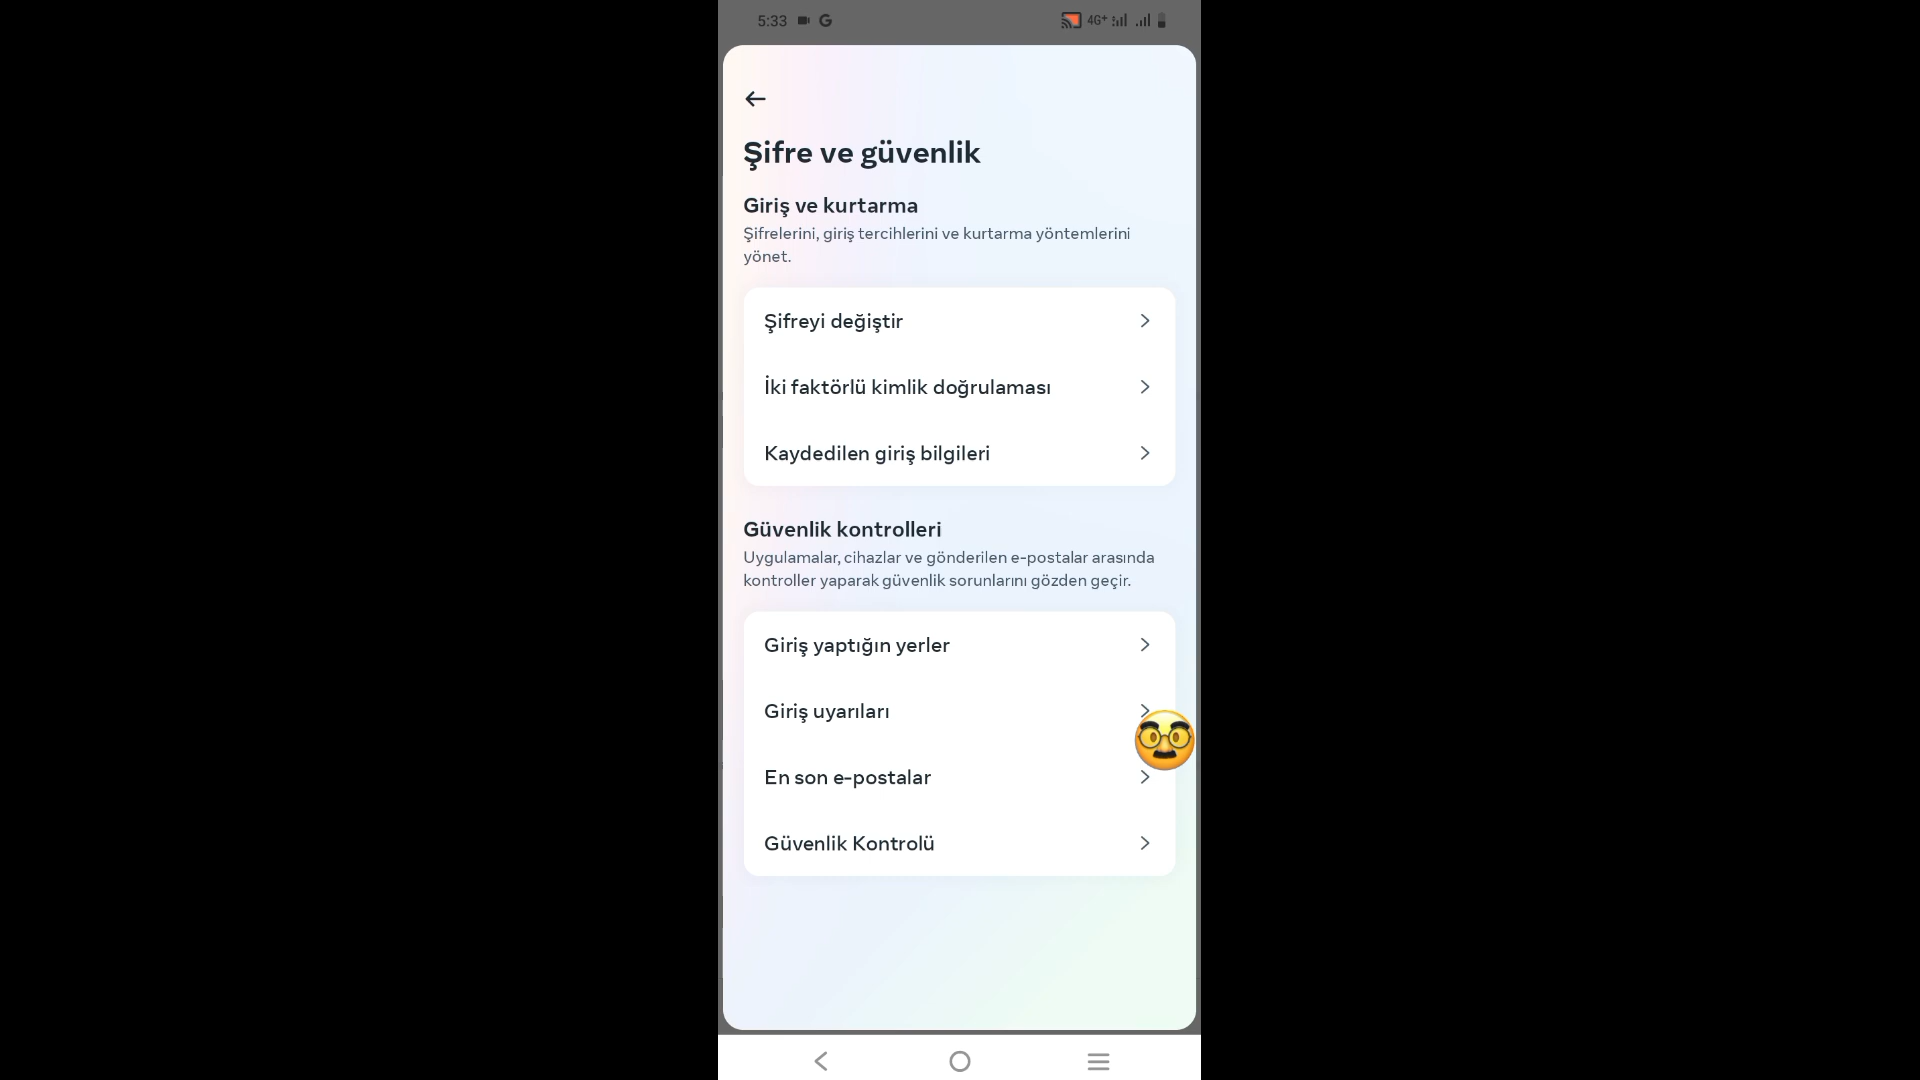 5:33 G 4G+
Şifre ve güvenlik
Giriş ve kurtarma
Şifrelerini, giriş tercihlerini ve kurtarma yöntemlerini
yönet.
Şifreyi değiştir
İki faktörlü kimlik doğrulaması
Kaydedilen giriş bilgileri
Güvenlik kontrolleri
Uygulamalar, cihazlar ve gönderilen e-postalar arasında
kontroller yaparak güvenlik sorunlarını gözden geçir.
Giriş yaptığın yerler
Giriş uyarıları
En son e-postalar
Güvenlik Kontrolü